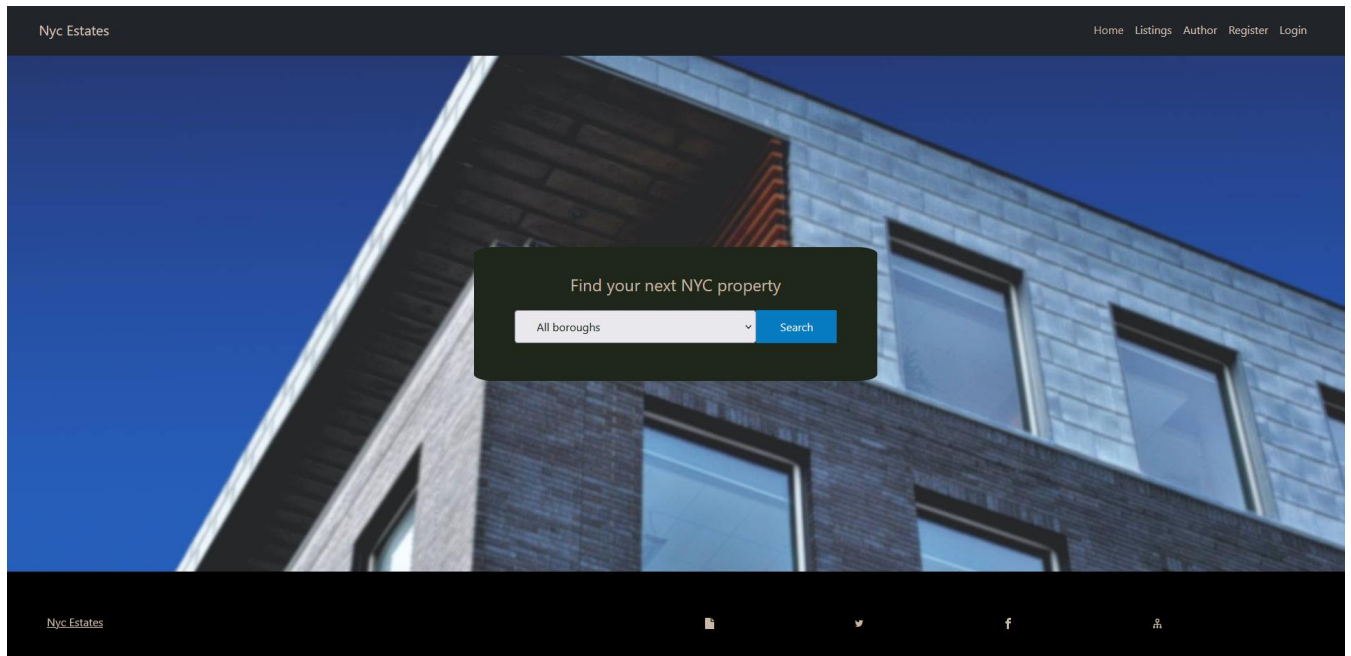 Nyc Estates
Home Listings Author Register Login
Find your next NYC property
All boroughs
Search
Nyc Estates